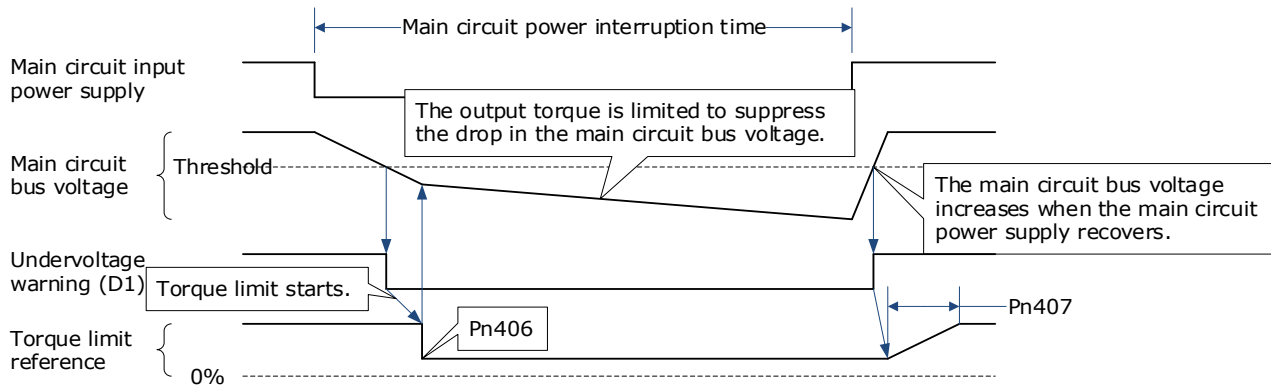 Main circuit power interruption time
Main circuit input
power supply
The output torque is limited to suppress
the drop in the main circuit bus voltage.
Main circuit
bus voltage
Threshold
The main circuit bus voltage
increases when the main circuit
power supply recovers.
Undervoltage
warning (D1)
Torque limit starts.
Pn407
Pn406
Torque limit
reference
0%